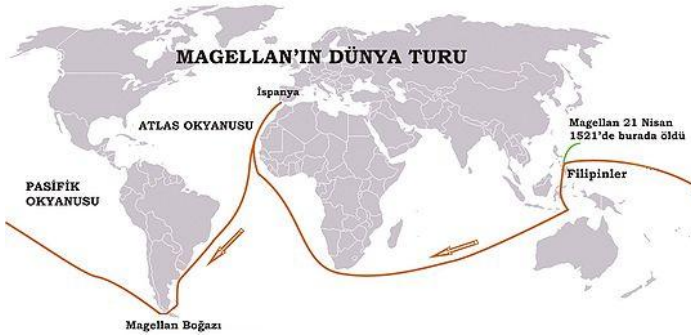 MAGELLAN'IN DÜNYA TURU
İspanya
ATLAS OKYANUSU
Magellan 21 Nisan
1521'de burada öldü
Filipinler
PASİFİK
OKYANUSU
Magellan Boğazı